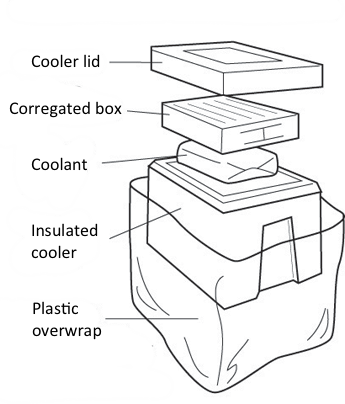 Cooler lid
Corregated box
Coolant
Insulated
cooler
Plastic
overwrap